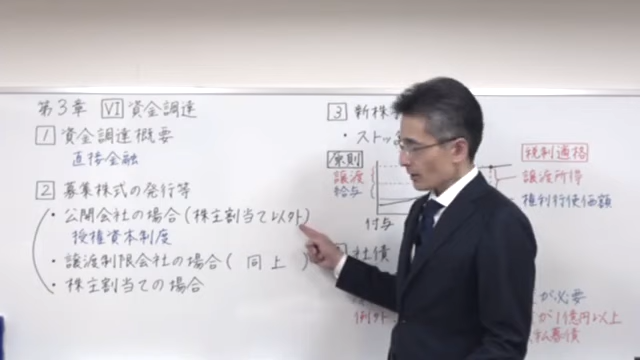 第3章 Ⅵ 資金調達
1 資金調達概要
直接金融
2 募集株式の発行等
・公開会社の場合(株主割当て以外)
授権資本制度
・譲渡制限会社の場合( 同上 )
・株主割当ての場合
3 新株
・ストッ
原則
譲渡
給与
付与
税制適格
譲渡所得
権利行使価額
社債
が必要
例外
が1億円以上
私募債